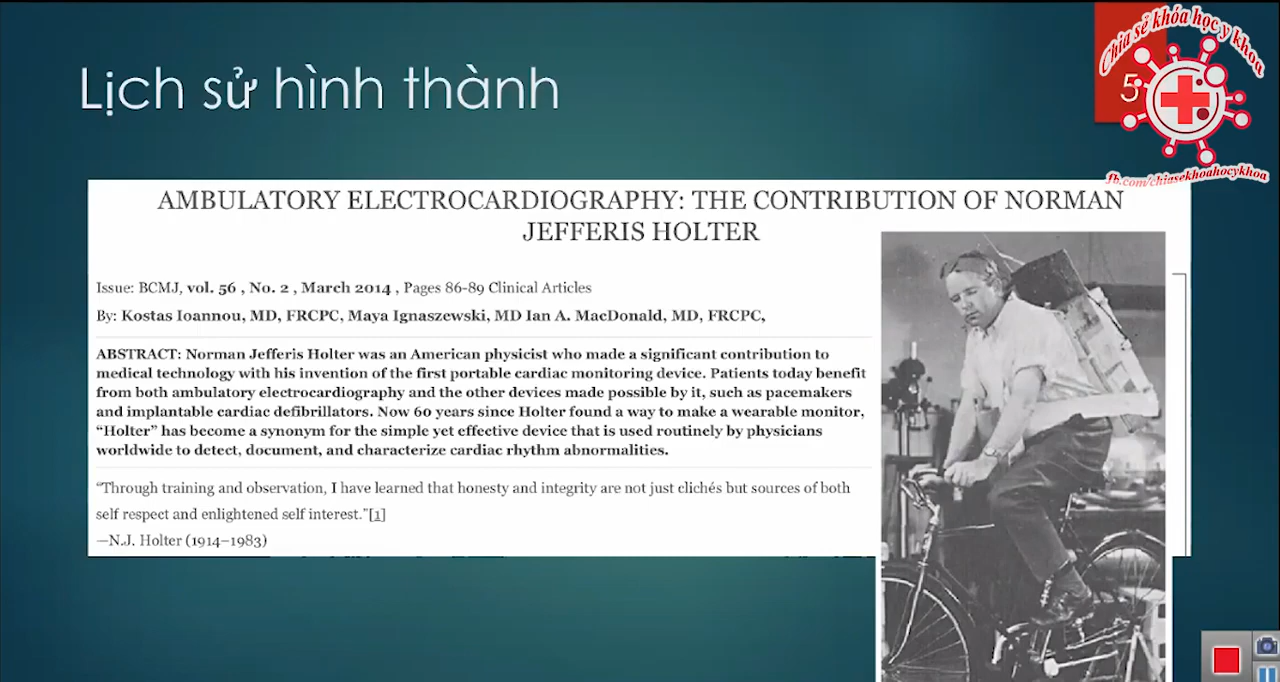 Lịch sử hình thành
5
Chia sẻ khóa học y khoa
fb.com/chiasekhoahocykhoa
AMBULATORY ELECTROCARDIOGRAPHY: THE CONTRIBUTION OF NORMAN
JEFFERIS HOLTER
Issue: BCMJ, vol. 56 , No. 2 , March 2014 , Pages 86-89 Clinical Articles
By: Kostas Ioannou, MD, FRCPC, Maya Ignaszewski, MD Ian A. MacDonald, MD, FRCPC,
ABSTRACT: Norman Jefferis Holter was an American physicist who made a significant contribution to
medical technology with his invention of the first portable cardiac monitoring device. Patients today benefit
from both ambulatory electrocardiography and the other devices made possible by it, such as pacemakers
and implantable cardiac defibrillators. Now 60 years since Holter found a way to make a wearable monitor,
“Holter” has become a synonym for the simple yet effective device that is used routinely by physicians
worldwide to detect, document, and characterize cardiac rhythm abnormalities.
“Through training and observation, I have learned that honesty and integrity are not just clichés but sources of both
self respect and enlightened self interest.”[1]
—N.J. Holter (1914–1983)